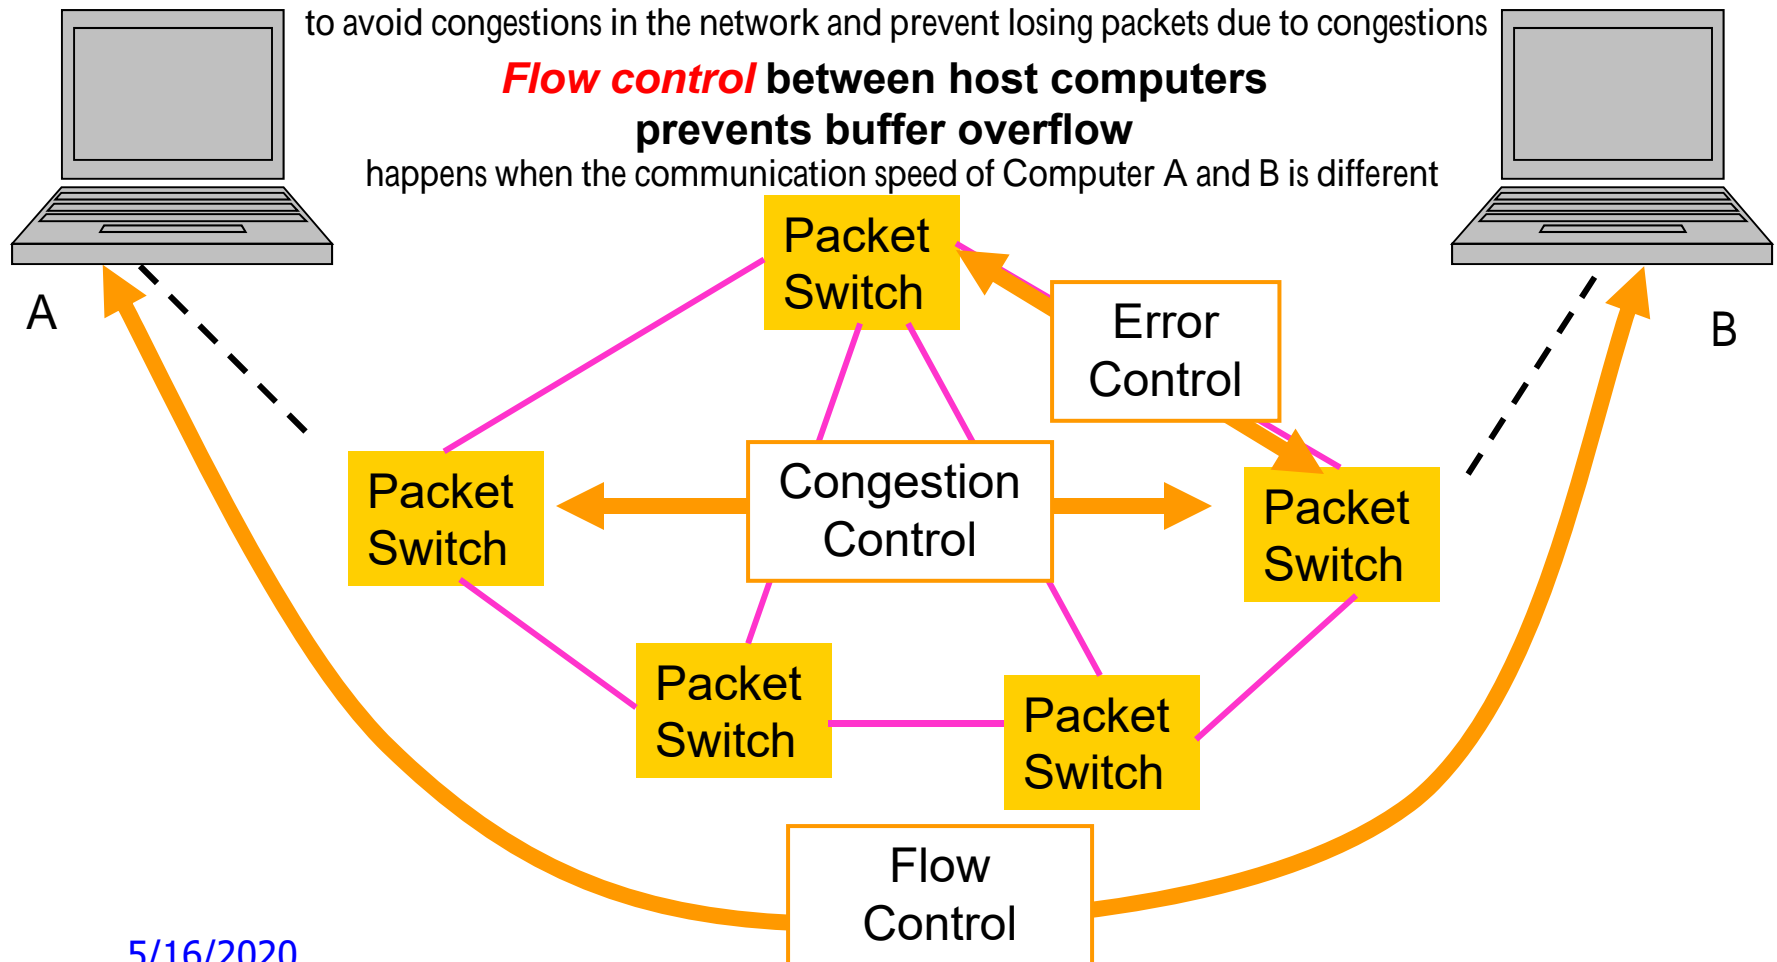 to avoid congestions in the network and prevent losing packets due to congestions
Flow control between host computers
prevents buffer overflow
happens when the communication speed of Computer A and B is different
Packet
Switch
A
Error
Control
B
Packet
Switch
Congestion
Control
Packet
Switch
Packet
Switch
Packet
Switch
Flow
Control
5/16/2020